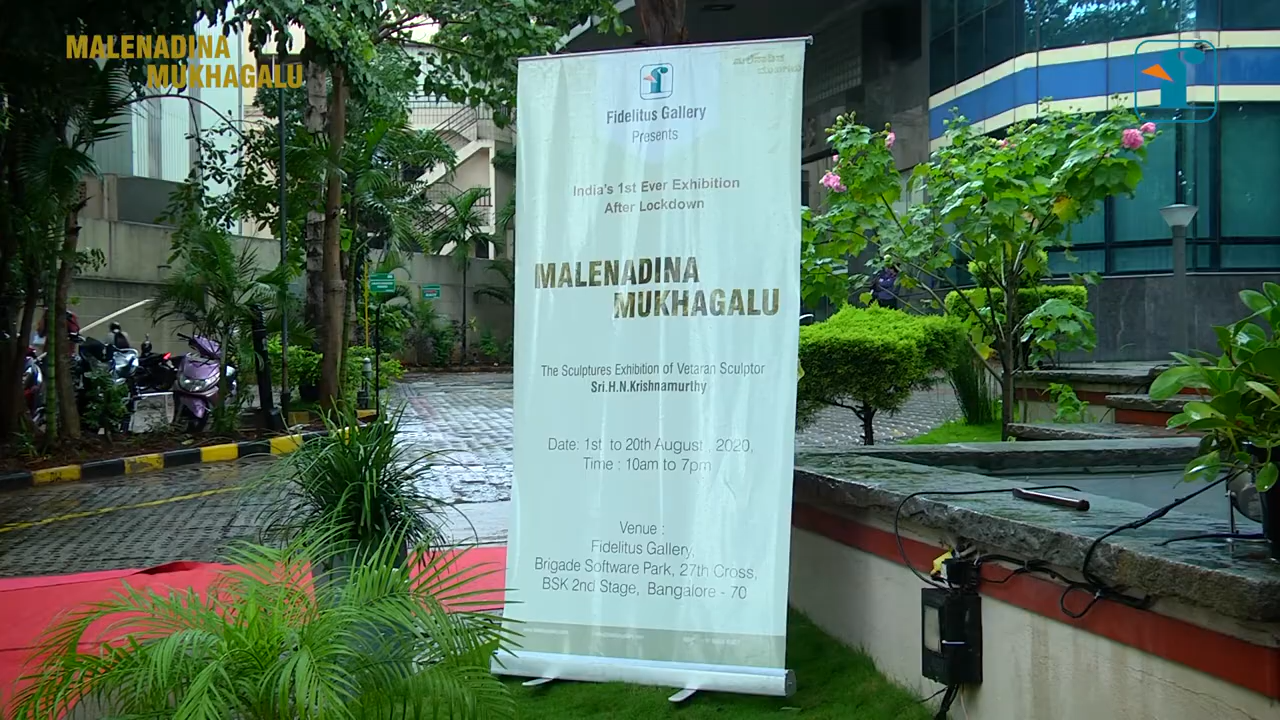 MALENADINA
MUKHAGALU
Fidelitus Gallery
Presents
India's 1st Ever Exhibition
After Lockdown
MALENADINA
MUKHAGALU
The Sculptures Exhibition of Vetaran Sculptor
Sri.H.N.Krishnamurthy
Date: 1st to 20th August , 2020,
Time : 10am to 7pm
Venue :
Fidelitus Gallery,
Brigade Software Park, 27th Cross,
BSK 2nd Stage, Bangalore - 70